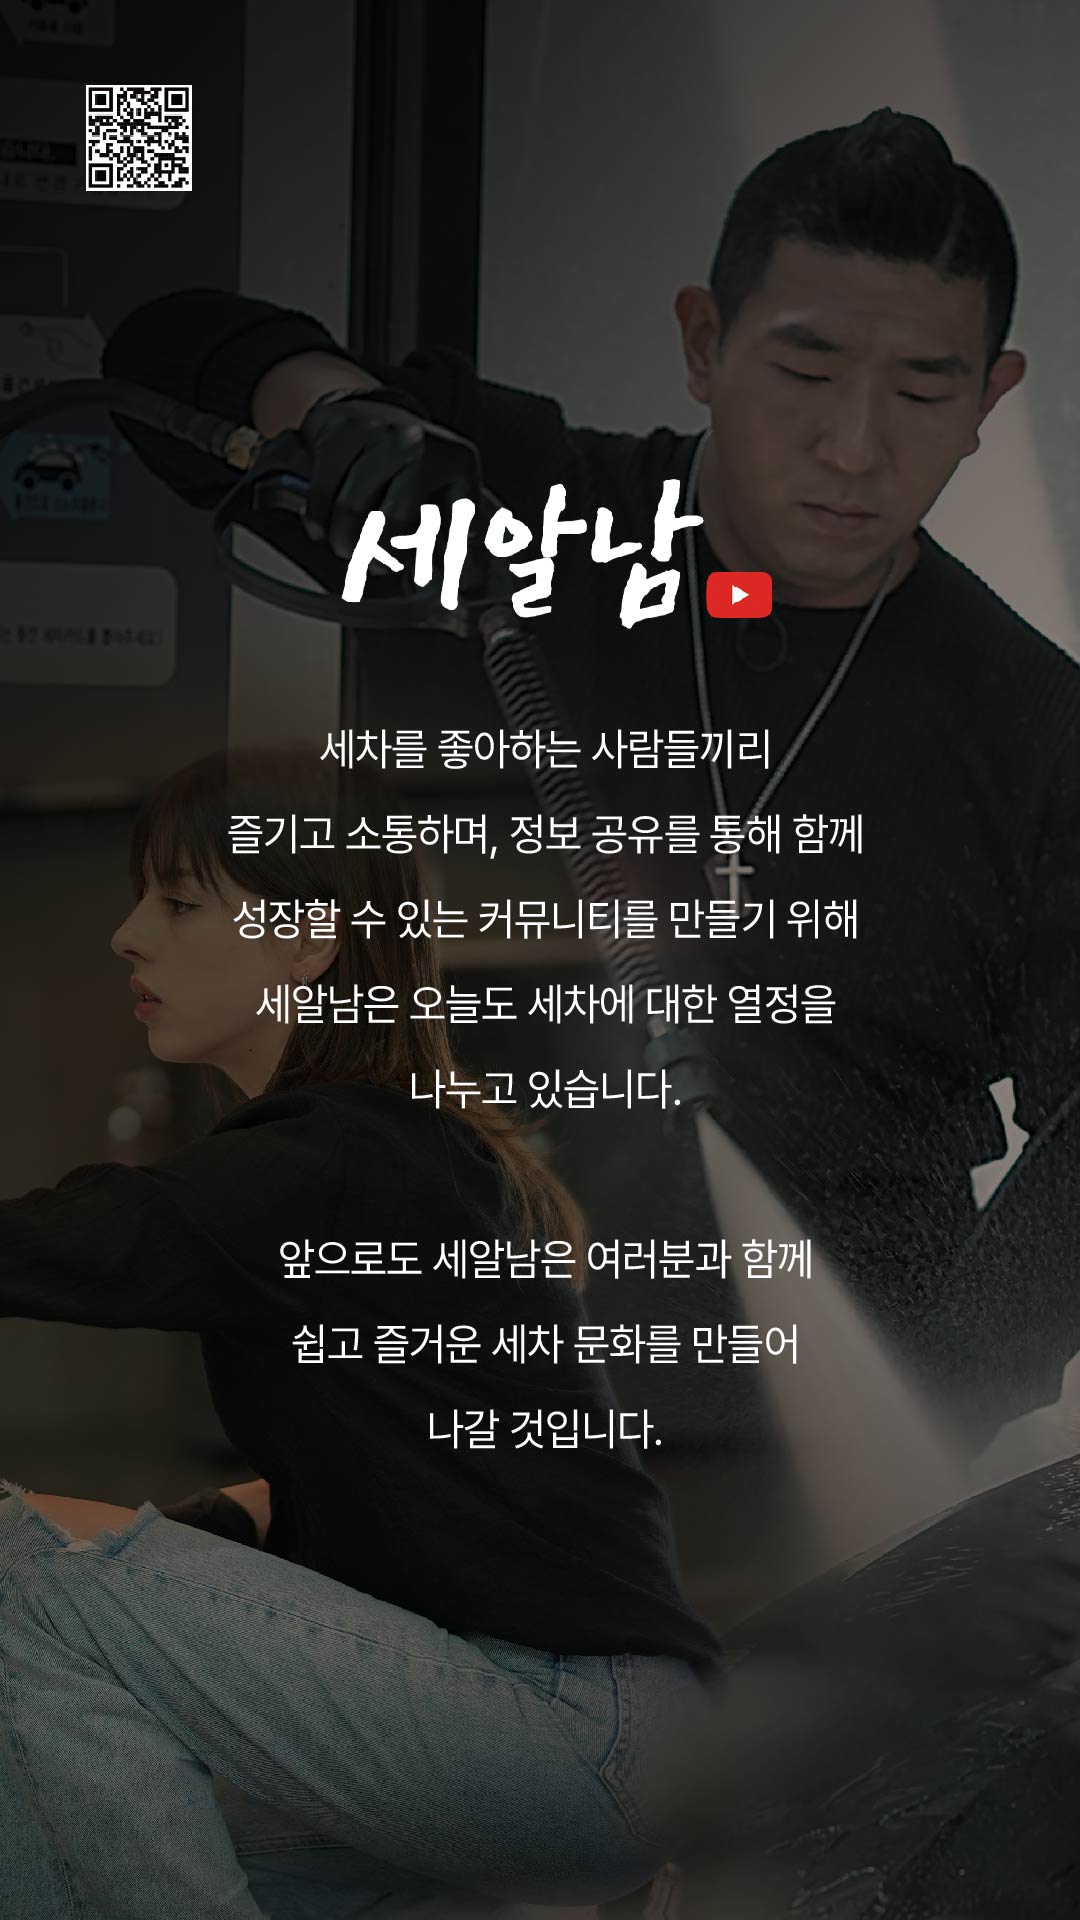 세알남
세차를 좋아하는 사람들끼리
즐기고 소통하며, 정보 공유를 통해 함께
성장할 수 있는 커뮤니티를 만들기 위해
세알남은 오늘도 세차에 대한 열정을
나누고 있습니다.
앞으로도 세알남은 여러분과 함께
쉽고 즐거운 세차 문화를 만들어
나갈 것입니다.